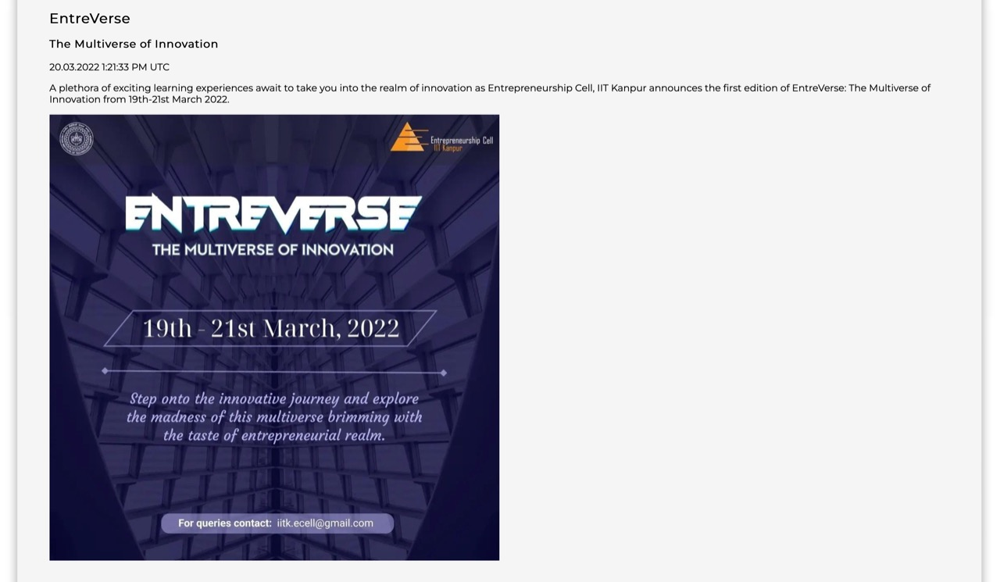 EntreVerse
The Multiverse of Innovation
20.03.2022 1:21:33 PM UTC
A plethora of exciting learning experiences await to take you into the realm of innovation as Entrepreneurship Cell, IIT Kanpur announces the first edition of EntreVerse: The Multiverse of
Innovation from 19th-21st March 2022.
Entrepreneurship Cell
IIT Kanpur
ENTREVERSE
THE MULTIVERSE OF INNOVATION
19th - 21st March, 2022
Step onto the innovative journey and explore
the madness of this multiverse brimming with
the taste of entrepreneurial realm.
For queries contact: iitk.ecell@gmail.com